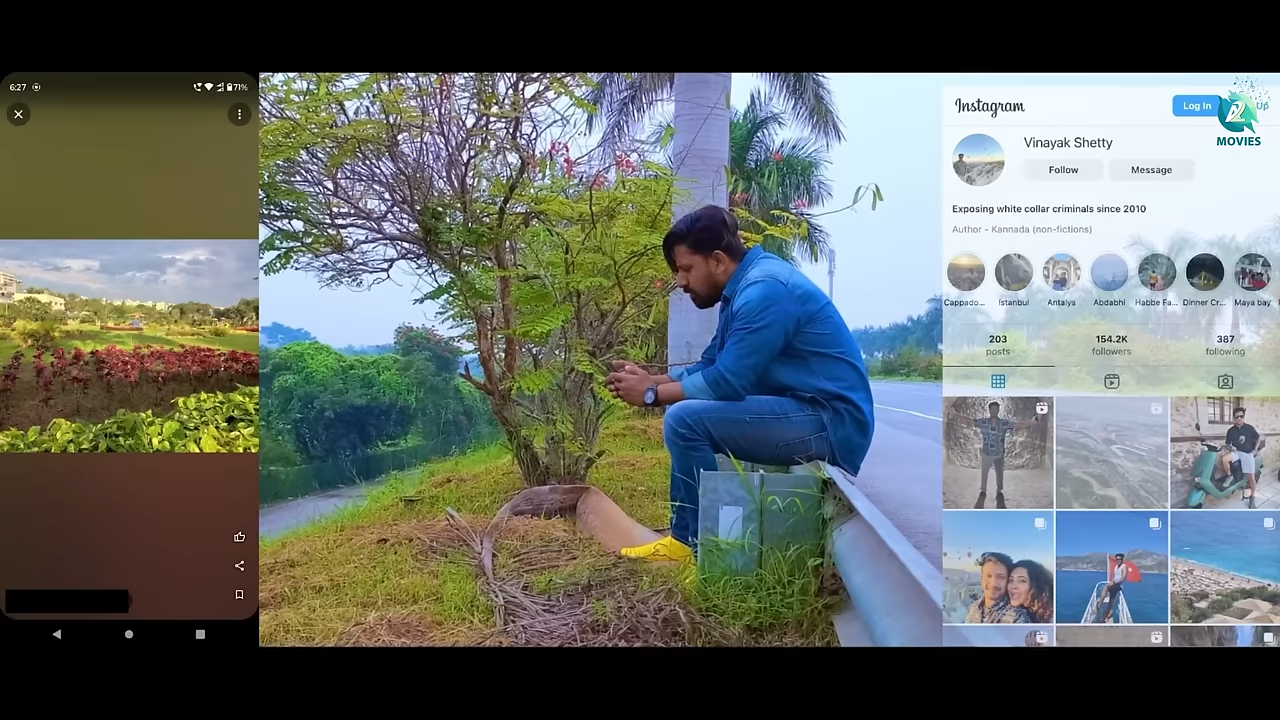 6:27
71%
Instagram
Log In
Up
2
MOVIES
Vinayak Shetty
Follow
Message
Exposing white collar criminals since 2010
Author - Kannada (non-fictions)
Cappado...
İstanbul
Antalya
Abdabhi
Habbe Fa...
Dinner Cr...
Maya bay
203
154.2K
387
posts
followers
following